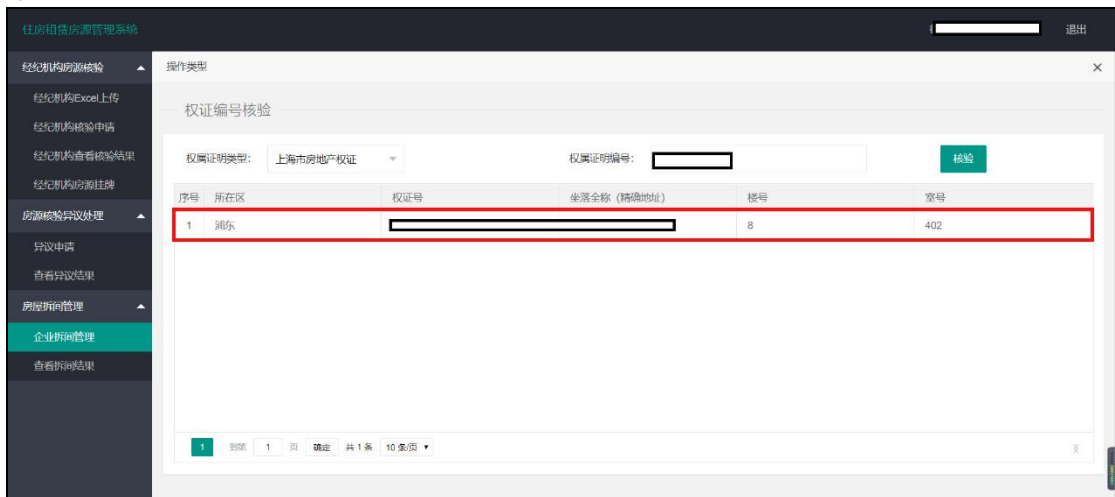 住房租赁房源管理系统
退出
经纪机构房源核验
经纪机构Excel上传
经纪机构核验申请
经纪机构查看核验结果
经纪机构房源挂牌
房源核验异议处理
异议申请
查看异议结果
房屋拆间管理
企业拆间管理
查看拆间结果
操作类型
权证编号核验
权属证明类型: 上海市房地产权证 权属证明编号: 核验
序号 所在区 权证号 坐落全称（精确地址） 楼号 室号
1 浦东 8 402
1 到第 1 页 确定 共1条 10条/页